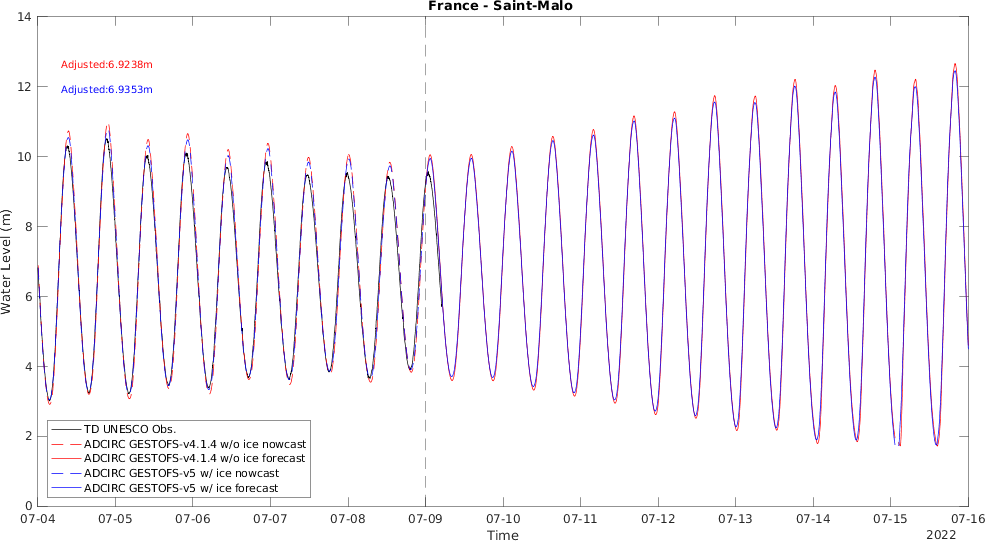 France - Saint-Malo
14
12
10
8
6
4
2
0
Water Level (m)
Adjusted:6.9238m
Adjusted:6.9353m
TD UNESCO Obs.
ADCIRC GESTOFS-v4.1.4 w/o ice nowcast
ADCIRC GESTOFS-v4.1.4 w/o ice forecast
ADCIRC GESTOFS-v5 w/ ice nowcast
ADCIRC GESTOFS-v5 w/ ice forecast
07-04 07-05 07-06 07-07 07-08 07-09 07-10 07-11 07-12 07-13 07-14 07-15 07-16
Time
2022